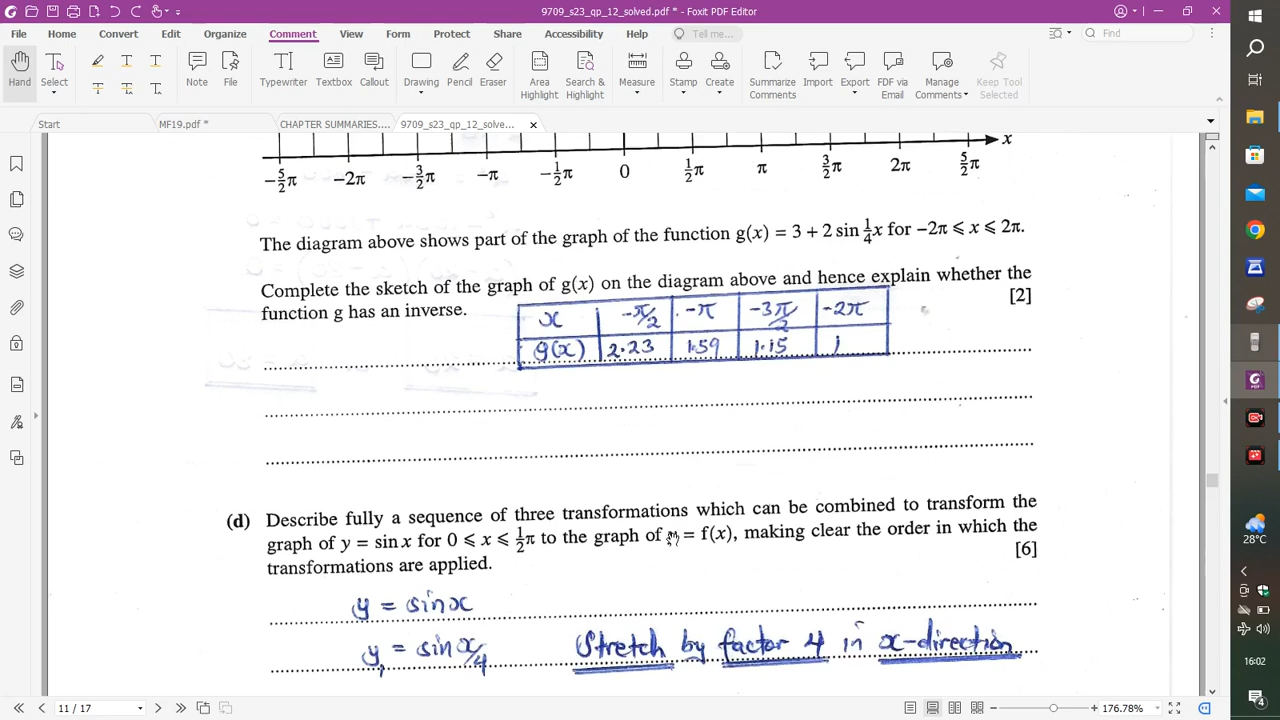 9709_s23_qp_12_solved.pdf * - Foxit PDF Editor
File Home Convert Edit Organize Comment View Form Protect Share Accessibility Help Tell me... Find
Hand Select Note File Typewriter Textbox Callout Drawing Pencil Eraser Area Highlight Search & Highlight Measure Stamp Create Summarize Comments Import Export FDF via Email Manage Comments Keep Tool Selected
Start MF19.pdf * CHAPTER SUMMARIES.... 9709_s23_qp_12_solve...
x
−5/2π −2π −3/2π −π −1/2π 0 1/2π π 3/2π 2π 5/2π
The diagram above shows part of the graph of the function g(x) = 3 + 2 sin 1/4x for −2π ⩽ x ⩽ 2π.
Complete the sketch of the graph of g(x) on the diagram above and hence explain whether the
function g has an inverse. [2]
x -π/2 -π -3π/2 -2π
g(x) 2.23 1.59 1.15 1
(d) Describe fully a sequence of three transformations which can be combined to transform the
graph of y = sin x for 0 ⩽ x ⩽ 1/2π to the graph of = f(x), making clear the order in which the
transformations are applied. [6]
y = sinx
y₁ = sin x/4 Stretch by factor 4 in x-direction
11 / 17 176.78%
28°C
16:02
4